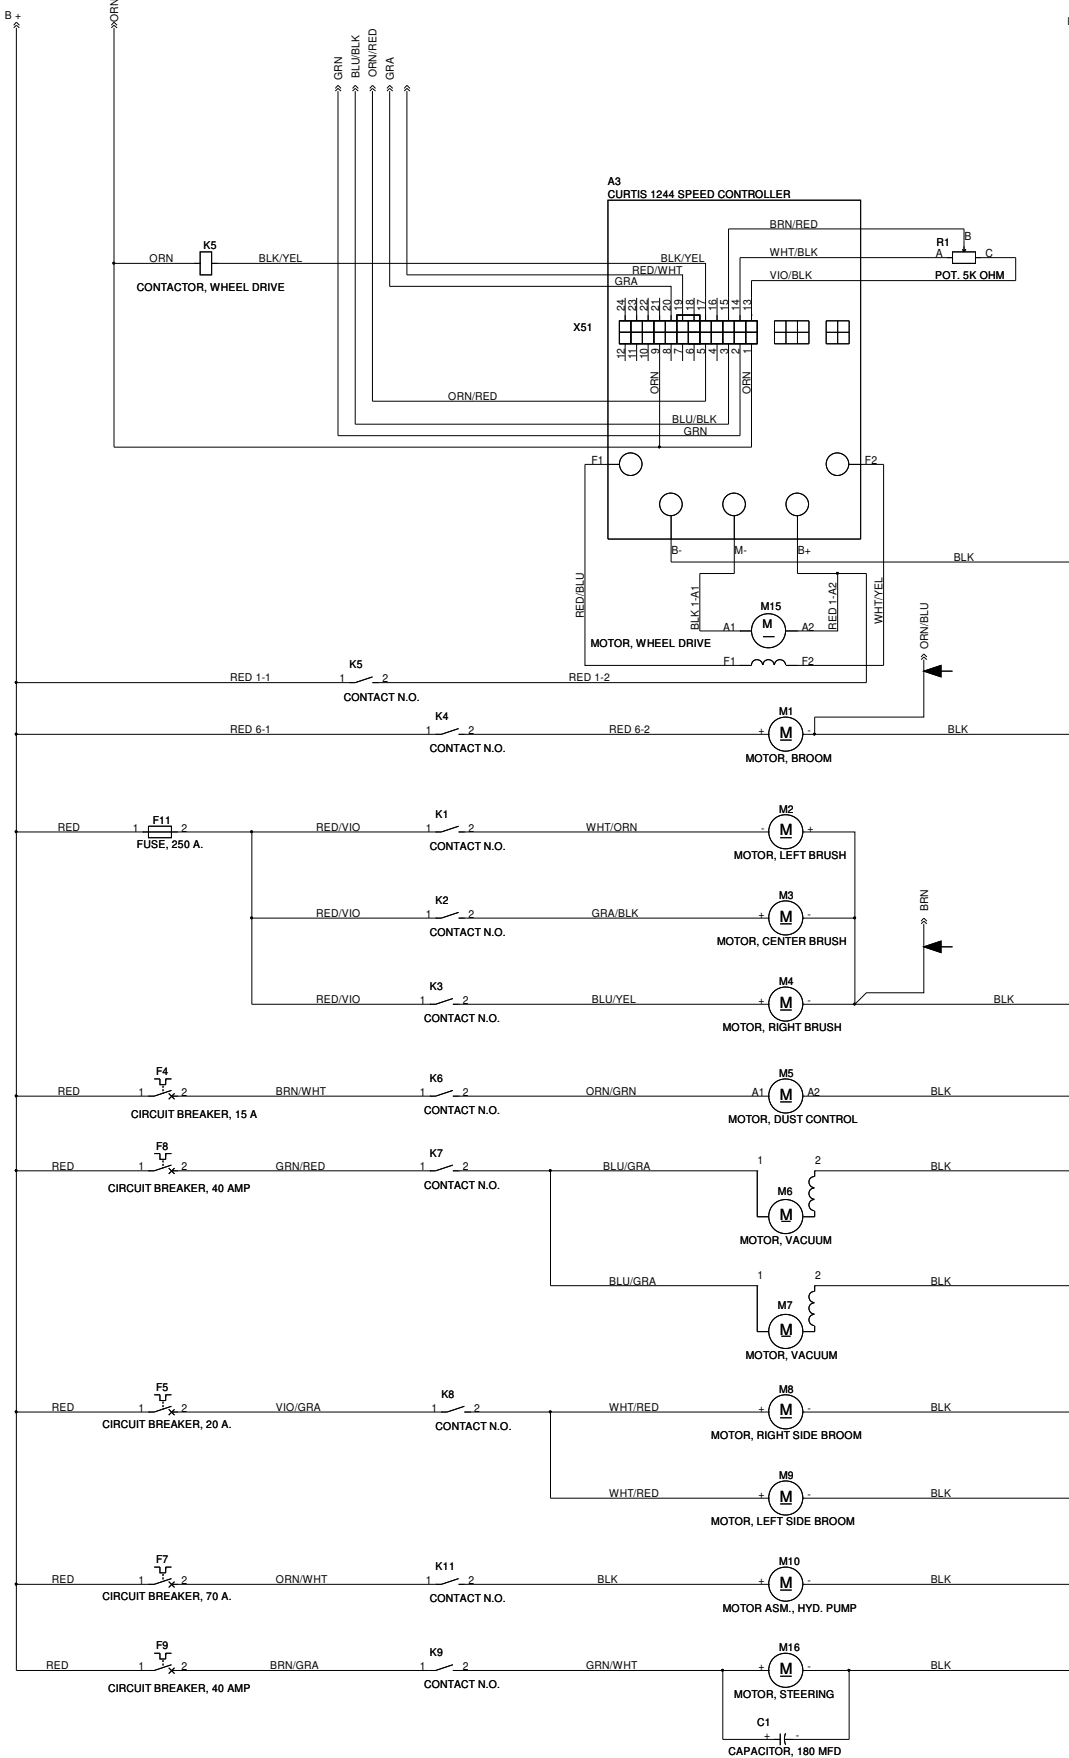 B +
ORN
GRN
BLU/BLK
ORN/RED
GRA
A3
CURTIS 1244 SPEED CONTROLLER
BRN/RED
B
R1
ORN
K5
BLK/YEL
BLK/YEL
WHT/BLK
A
C
CONTACTOR, WHEEL DRIVE
RED/WHT
GRA
VIO/BLK
POT. 5K OHM
24 23 22 21 20 19 18 17 16 15 14 13
X51
12 11 10 9 8 7 6 5 4 3 2 1
ORN
ORN
ORN/RED
BLU/BLK
GRN
F1
F2
B-
M-
B+
BLK
RED/BLU
BLK 1-A1
RED 1-A2
WHT/YEL
ORN/BLU
M15
A1
M
A2
MOTOR, WHEEL DRIVE
F1
F2
K5
RED 1-1
1
2
RED 1-2
CONTACT N.O.
K4
M1
RED 6-1
1
2
RED 6-2
+
M
-
BLK
CONTACT N.O.
MOTOR, BROOM
F11
K1
M2
RED
1
2
RED/VIO
1
2
WHT/ORN
-
M
+
FUSE, 250 A.
CONTACT N.O.
MOTOR, LEFT BRUSH
K2
M3
BRN
RED/VIO
1
2
GRA/BLK
+
M
-
CONTACT N.O.
MOTOR, CENTER BRUSH
K3
M4
RED/VIO
1
2
BLU/YEL
+
M
-
BLK
CONTACT N.O.
MOTOR, RIGHT BRUSH
F4
K6
M5
RED
1
2
BRN/WHT
1
2
ORN/GRN
A1
M
A2
BLK
CIRCUIT BREAKER, 15 A
CONTACT N.O.
MOTOR, DUST CONTROL
F8
K7
1
2
RED
1
2
GRN/RED
1
2
BLU/GRA
BLK
CIRCUIT BREAKER, 40 AMP
CONTACT N.O.
M6
M
MOTOR, VACUUM
1
2
BLU/GRA
BLK
M7
M
MOTOR, VACUUM
F5
K8
M8
RED
1
2
VIO/GRA
1
2
WHT/RED
+
M
-
BLK
CIRCUIT BREAKER, 20 A.
CONTACT N.O.
MOTOR, RIGHT SIDE BROOM
M9
WHT/RED
+
M
-
BLK
MOTOR, LEFT SIDE BROOM
F7
K11
M10
RED
1
2
ORN/WHT
1
2
BLK
+
M
-
BLK
CIRCUIT BREAKER, 70 A.
CONTACT N.O.
MOTOR ASM., HYD. PUMP
F9
K9
M16
RED
1
2
BRN/GRA
1
2
GRN/WHT
+
M
-
BLK
CIRCUIT BREAKER, 40 AMP
CONTACT N.O.
MOTOR, STEERING
C1
+
-
CAPACITOR, 180 MFD